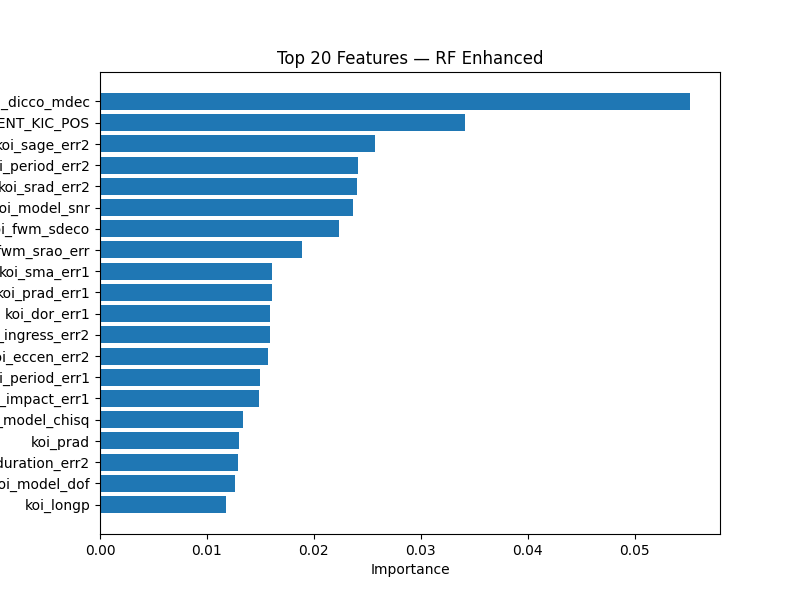 Top 20 Features — RF Enhanced
_dicco_mdec
ENT_KIC_POS
koi_sage_err2
i_period_err2
koi_srad_err2
oi_model_snr
i_fwm_sdeco
fwm_srao_err
koi_sma_err1
koi_prad_err1
koi_dor_err1
_ingress_err2
oi_eccen_err2
i_period_err1
_impact_err1
_model_chisq
koi_prad
duration_err2
oi_model_dof
koi_longp
0.00 0.01 0.02 0.03 0.04 0.05
Importance